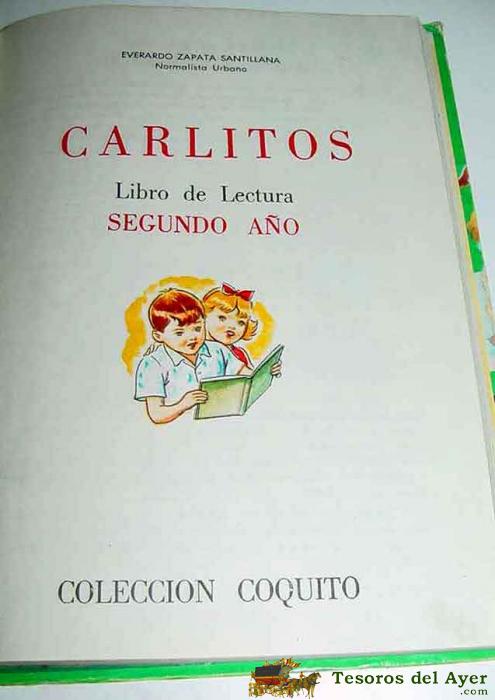 EVERARDO ZAPATA SANTILLANA
Normalista Urbano
CARLITOS
Libro de Lectura
SEGUNDO AÑO
COLECCION COQUITO
Tesoros del Ayer
.com